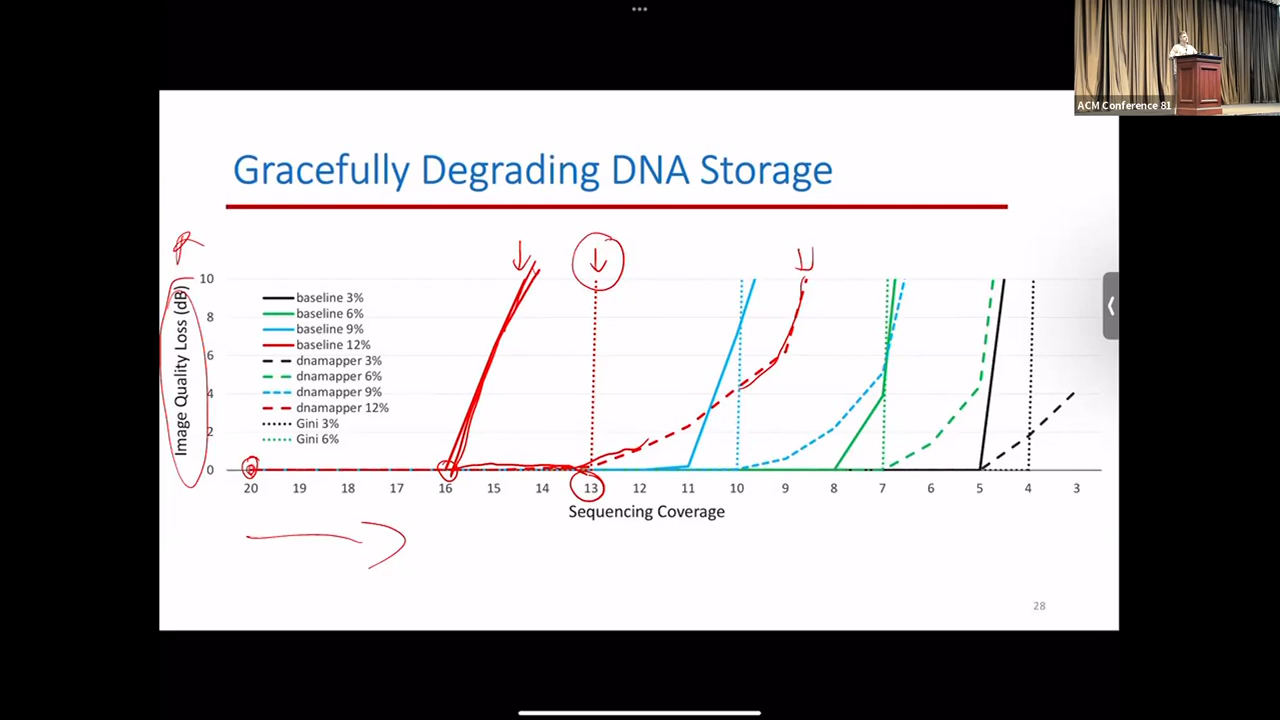 ACM Conference 81
Gracefully Degrading DNA Storage
Image Quality Loss (dB)
10
8
6
4
2
0
baseline 3%
baseline 6%
baseline 9%
baseline 12%
dnamapper 3%
dnamapper 6%
dnamapper 9%
dnamapper 12%
Gini 3%
Gini 6%
20 19 18 17 16 15 14 13 12 11 10 9 8 7 6 5 4 3
Sequencing Coverage
28